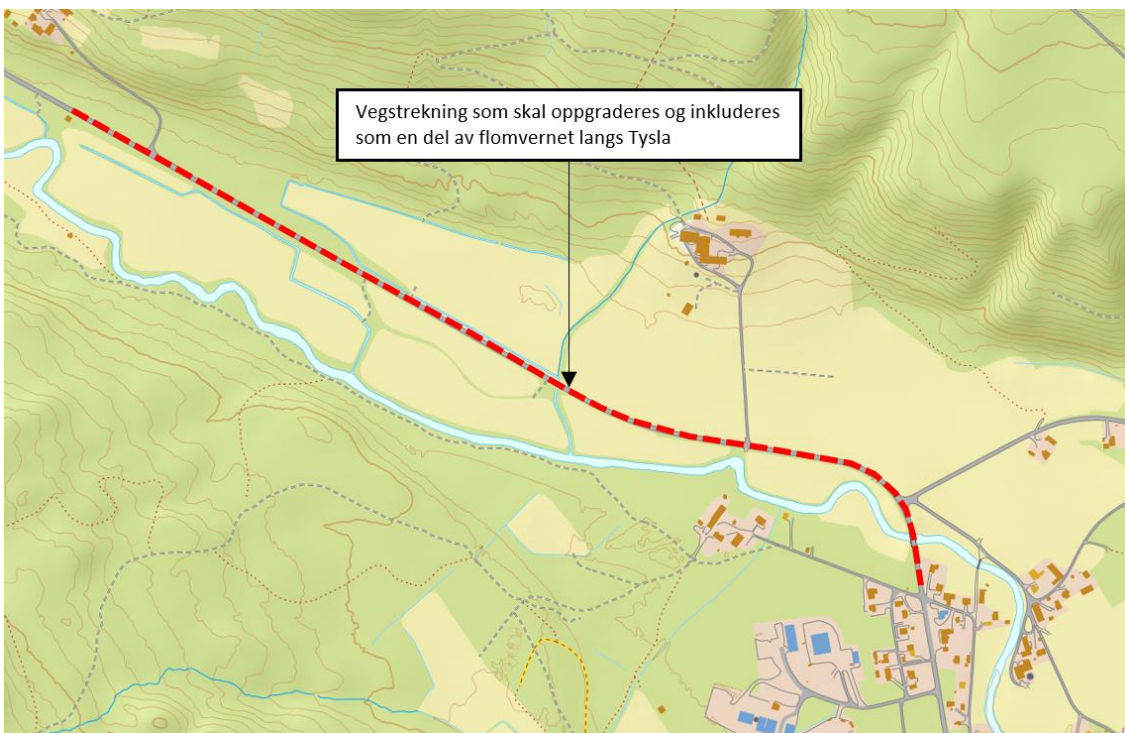 Vegstrekning som skal oppgraderes og inkluderes
som en del av flomvernet langs Tysla